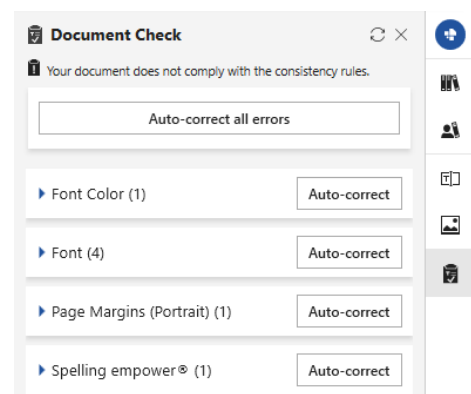 Document Check
Your document does not comply with the consistency rules.
Auto-correct all errors
Font Color (1) Auto-correct
Font (4) Auto-correct
Page Margins (Portrait) (1) Auto-correct
Spelling empower® (1) Auto-correct